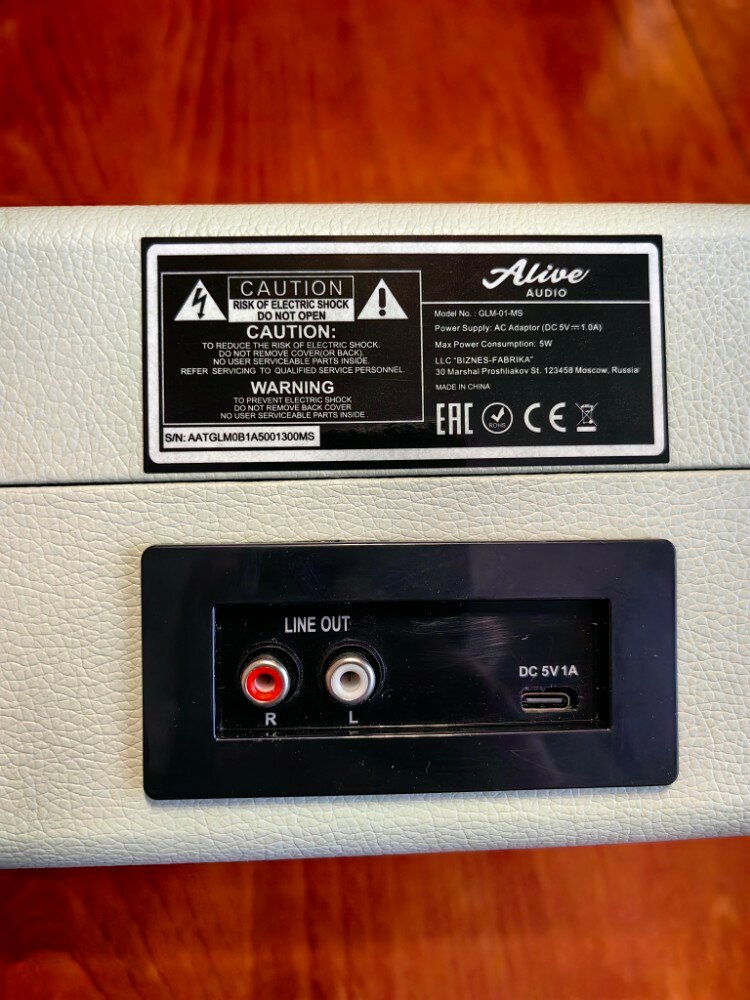 CAUTION
RISK OF ELECTRIC SHOCK
DO NOT OPEN
CAUTION:
TO REDUCE THE RISK OF ELECTRIC SHOCK.
DO NOT REMOVE COVER(OR BACK).
NO USER SERVICEABLE PARTS INSIDE.
REFER SERVICING TO QUALIFIED SERVICE PERSONNEL.
WARNING
TO PREVENT ELECTRIC SHOCK
DO NOT REMOVE BACK COVER
NO USER SERVICEABLE PARTS INSIDE.
S/N: AATGLM0B1A5001300MS
Alive
AUDIO
Model No. : GLM-01-MS
Power Supply: AC Adaptor (DC 5V⎓1.0A)
Max Power Consumption: 5W
LLC "BIZNES-FABRIKA"
30 Marshal Proshliakov St. 123458 Moscow, Russia
MADE IN CHINA
EAC ROHS CE
LINE OUT
R L
DC 5V 1A